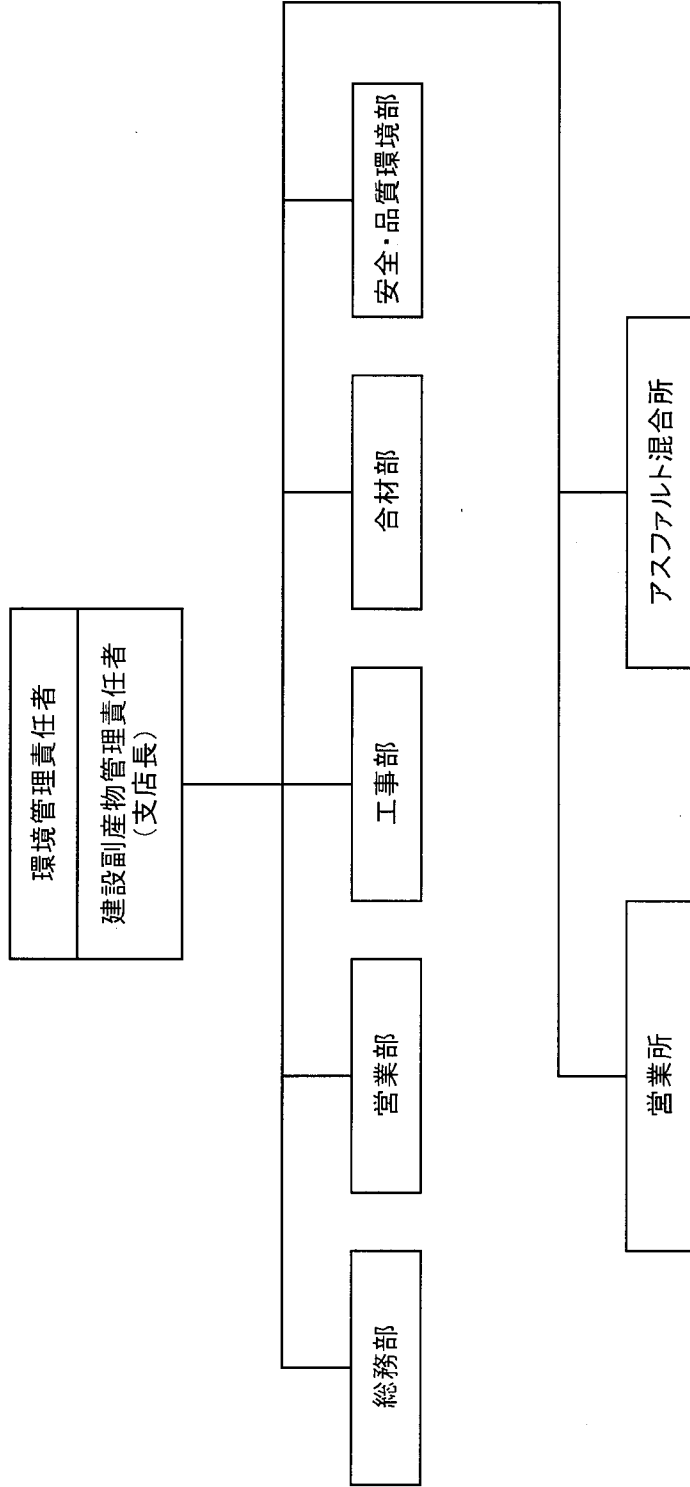 環境管理責任者
建設副産物管理責任者
(支店長)
総務部
営業部
工事部
合材部
安全・品質環境部
営業所
アスファルト混合所